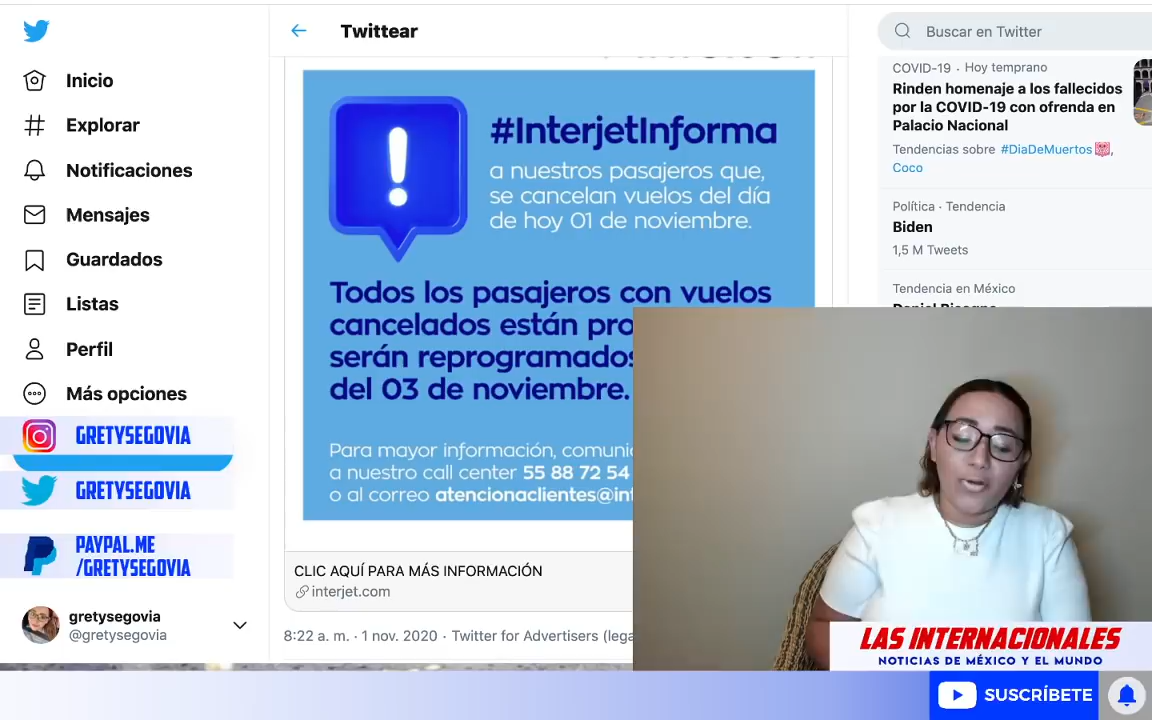 Twittear
Buscar en Twitter
Inicio
Explorar
Notificaciones
Mensajes
Guardados
Listas
Perfil
Más opciones
GRETYSEGOVIA
GRETYSEGOVIA
PAYPAL.ME
/GRETYSEGOVIA
gretysegovia
@gretysegovia
#InterjetInforma
a nuestros pasajeros que,
se cancelan vuelos del día
de hoy 01 de noviembre.
Todos los pasajeros con vuelos
cancelados están
serán reprogramados
del 03 de noviembre.
Para mayor información,
a nuestro call center 55 88 72 54
o al correo
CLIC AQUÍ PARA MÁS INFORMACIÓN
interjet.com
8:22 a. m. · 1 nov. 2020 · Twitter for Advertisers
COVID-19 · Hoy temprano
Rinden homenaje a los fallecidos
por la COVID-19 con ofrenda en
Palacio Nacional
Tendencias sobre #DiaDeMuertos,
Coco
Política · Tendencia
Biden
1,5 M Tweets
Tendencia en México
LAS INTERNACIONALES
NOTICIAS DE MÉXICO Y EL MUNDO
SUSCRÍBETE